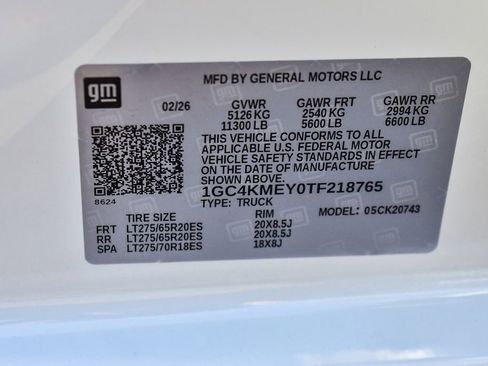 gm
MFD BY GENERAL MOTORS LLC
02/26 GVWR GAWR FRT GAWR RR
5126 KG 2540 KG 2994 KG
11300 LB 5600 LB 6600 LB
THIS VEHICLE CONFORMS TO ALL
APPLICABLE U.S. FEDERAL MOTOR
VEHICLE SAFETY STANDARDS IN EFFECT
ON THE DATE OF MANUFACTURE
SHOWN ABOVE.
8624
1GC4KMEY0TF218765
TYPE: TRUCK
TIRE SIZE RIM MODEL: 05CK20743
FRT LT275/65R20ES 20X8.5J
RR LT275/65R20ES 20X8.5J
SPA LT275/70R18ES 18X8J